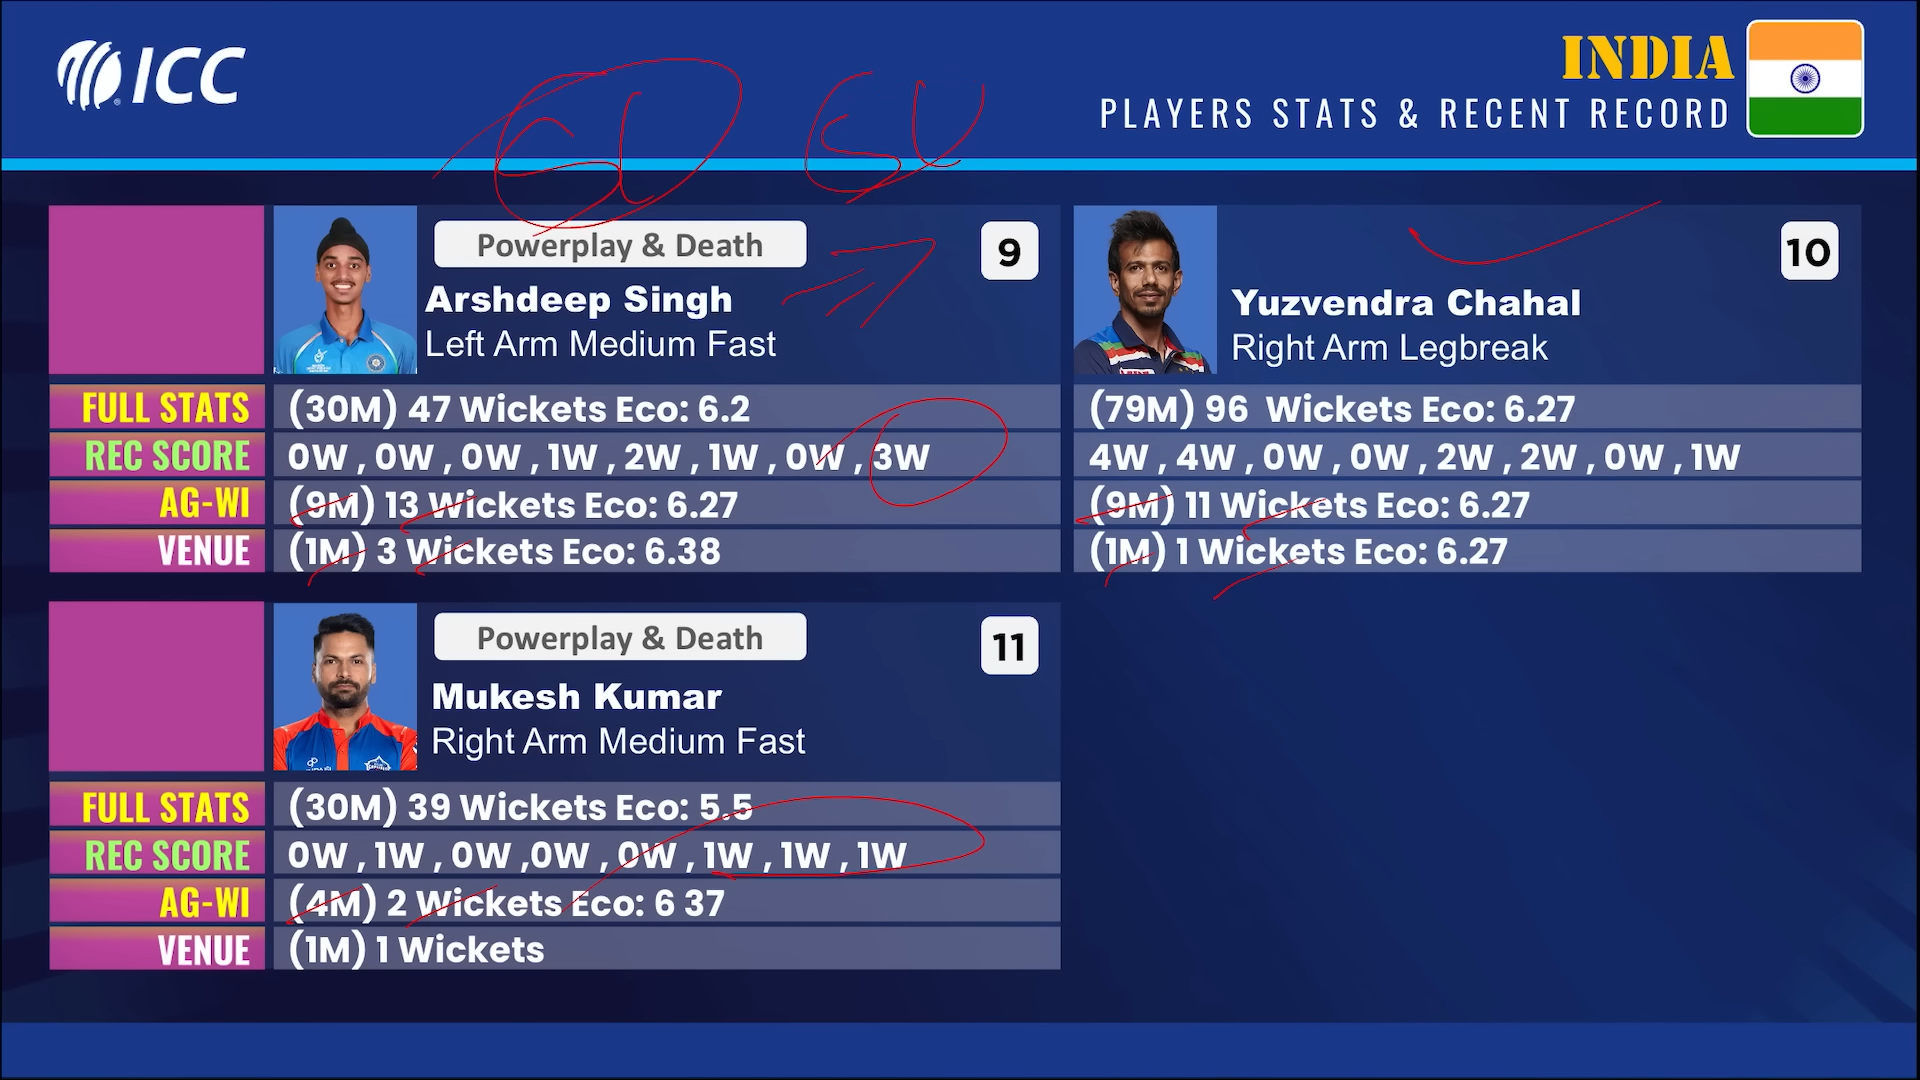 ICC
INDIA
PLAYERS STATS & RECENT RECORD
Powerplay & Death
9
Arshdeep Singh
Left Arm Medium Fast
FULL STATS (30M) 47 Wickets Eco: 6.2
REC SCORE 0W , 0W , 0W , 1W , 2W , 1W , 0W , 3W
AG-WI (9M) 13 Wickets Eco: 6.27
VENUE (1M) 3 Wickets Eco: 6.38
10
Yuzvendra Chahal
Right Arm Legbreak
(79M) 96 Wickets Eco: 6.27
4W , 4W , 0W , 0W , 2W , 2W , 0W , 1W
(9M) 11 Wickets Eco: 6.27
(1M) 1 Wickets Eco: 6.27
Powerplay & Death
11
Mukesh Kumar
Right Arm Medium Fast
FULL STATS (30M) 39 Wickets Eco: 5.5
REC SCORE 0W , 1W , 0W ,0W , 0W , 1W , 1W , 1W
AG-WI (4M) 2 Wickets Eco: 6 37
VENUE (1M) 1 Wickets